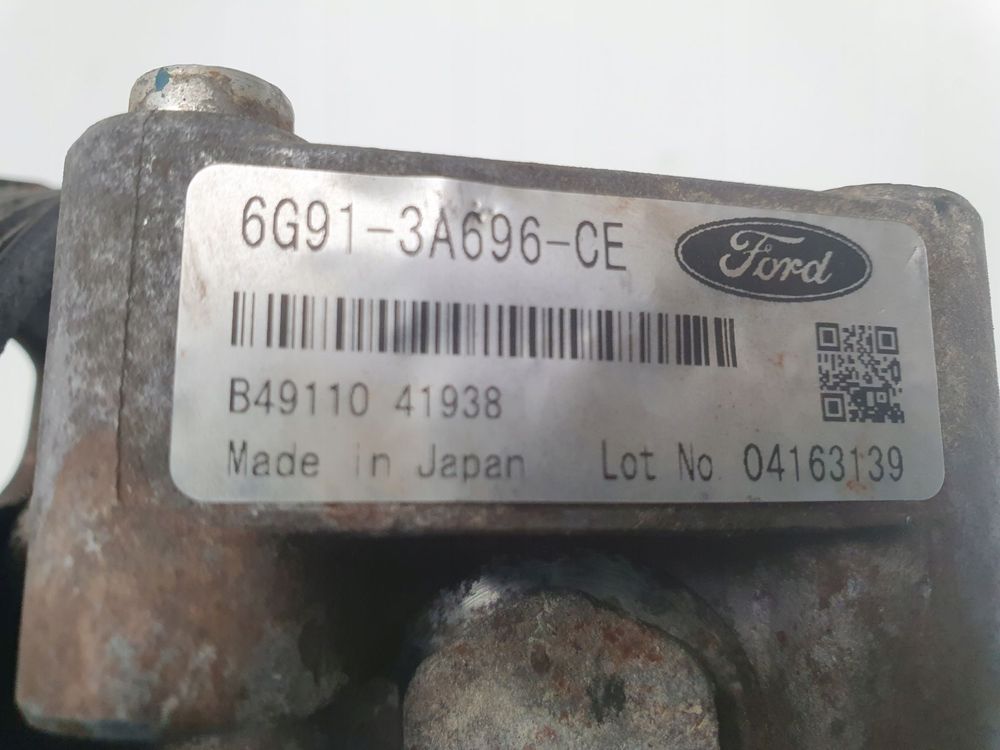 6G91-3A696-CE
Ford
B49110 41938
Made in Japan Lot No 04163139